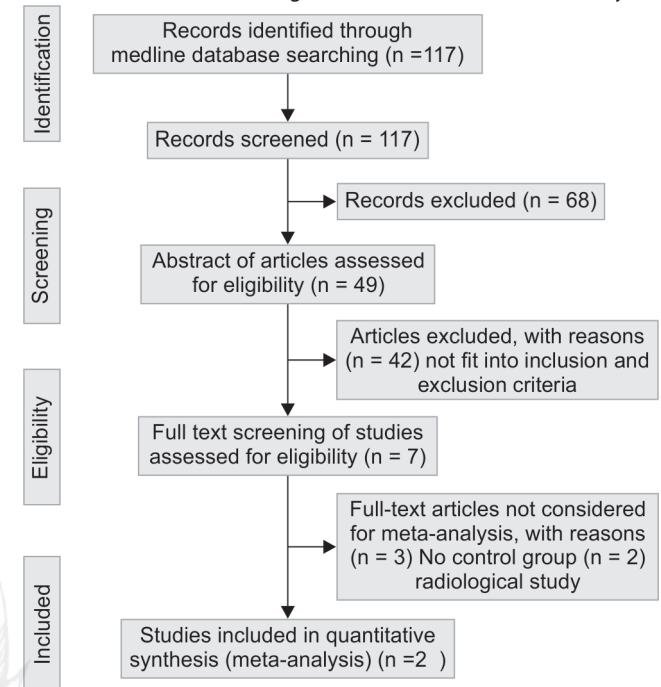 Identification
Records identified through
medline database searching (n =117)
Records screened (n = 117)
Screening
Records excluded (n = 68)
Abstract of articles assessed
for eligibility (n = 49)
Articles excluded, with reasons
(n = 42) not fit into inclusion and
exclusion criteria
Eligibility
Full text screening of studies
assessed for eligibility (n = 7)
Full-text articles not considered
for meta-analysis, with reasons
(n = 3) No control group (n = 2)
radiological study
Included
Studies included in quantitative
synthesis (meta-analysis) (n =2  )